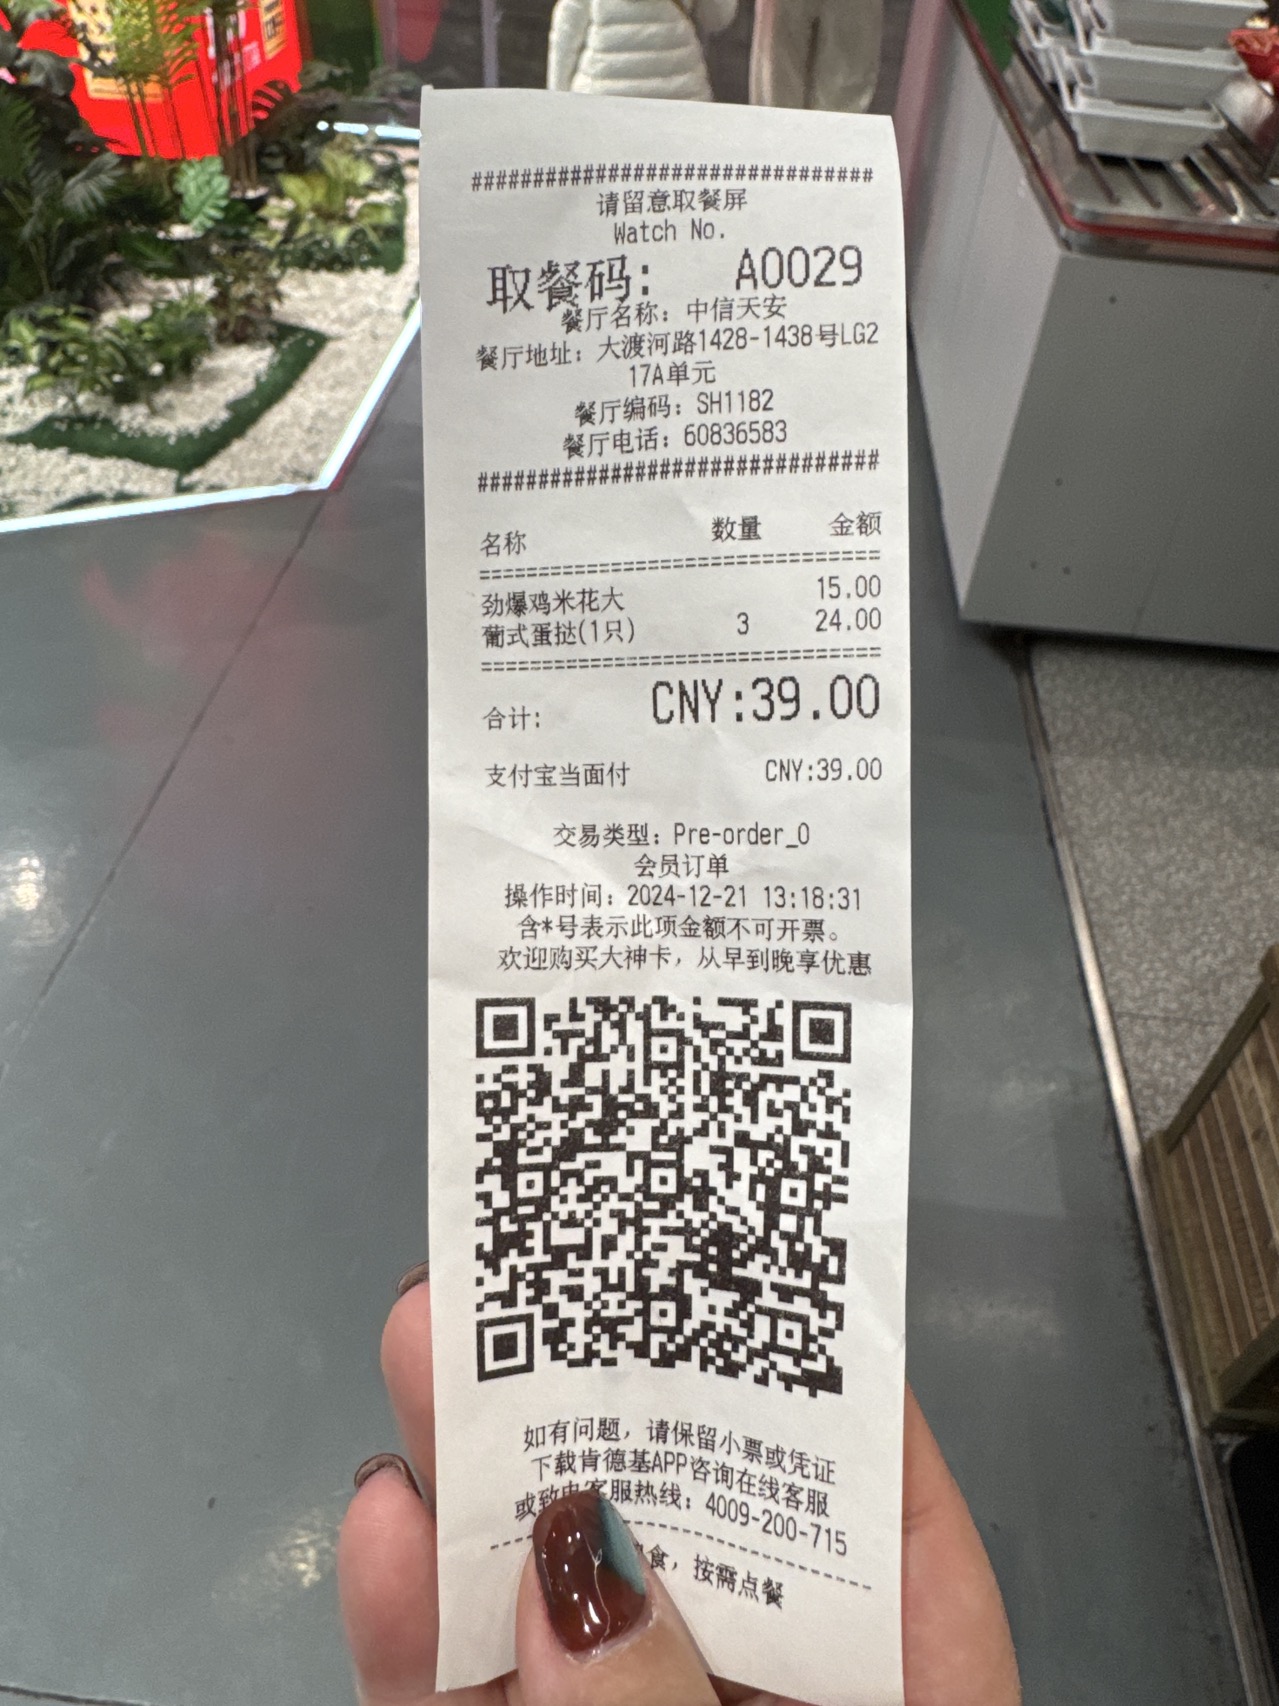 ################################
请留意取餐屏
Watch No.
取餐码: A0029
餐厅名称: 中信天安
餐厅地址: 大渡河路1428-1438号LG2
17A单元
餐厅编码: SH1182
餐厅电话: 60836583
################################
名称 数量 金额
================================
劲爆鸡米花大 15.00
葡式蛋挞(1只) 3 24.00
================================
合计: CNY:39.00
支付宝当面付 CNY:39.00
交易类型: Pre-order_0
会员订单
操作时间: 2024-12-21 13:18:31
含*号表示此项金额不可开票。
欢迎购买大神卡，从早到晚享优惠
如有问题，请保留小票或凭证
下载肯德基APP咨询在线客服
或致电客服热线: 4009-200-715
--------------------------------
食，按需点餐